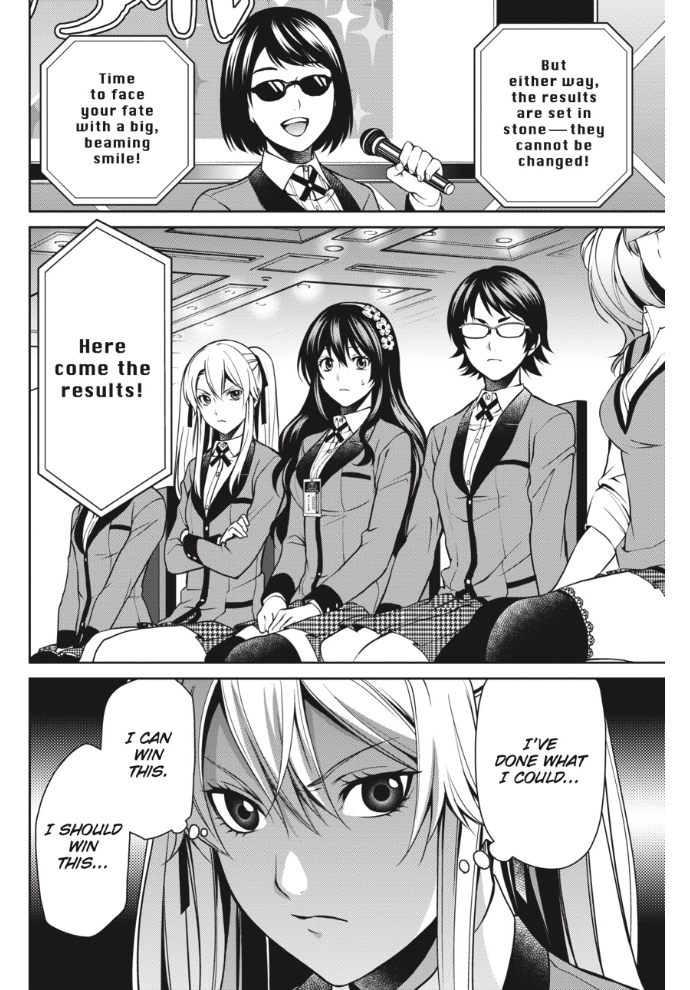 But
either way,
the results
are set in
stone—they
cannot be
changed!
Time
to face
your fate
with a big,
beaming
smile!
Here
come the
results!
I'VE
DONE WHAT
I COULD...
I CAN
WIN
THIS.
I SHOULD
WIN
THIS...